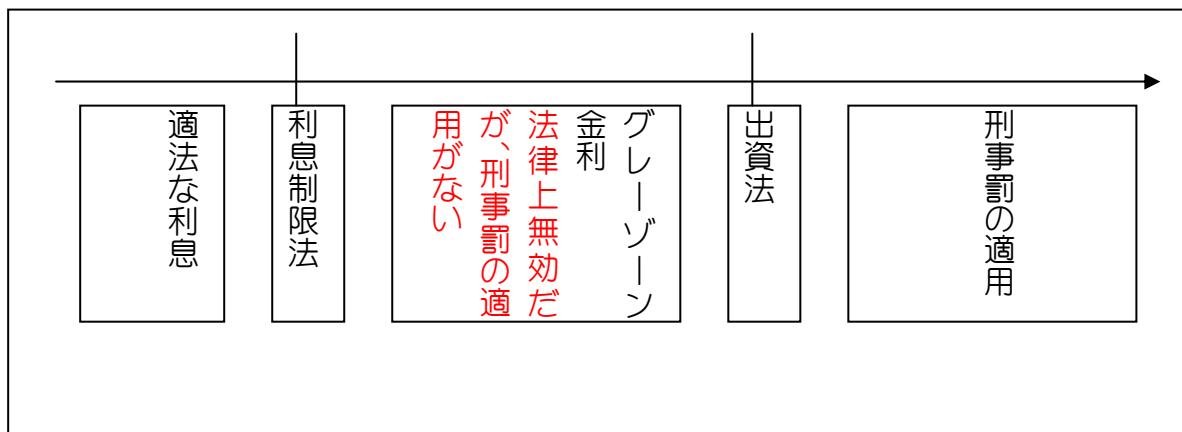 適法な利息
利息制限法
グレーゾーン
金利
法律上無効だ
が、刑事罰の適
用がない
出資法
刑事罰の適用